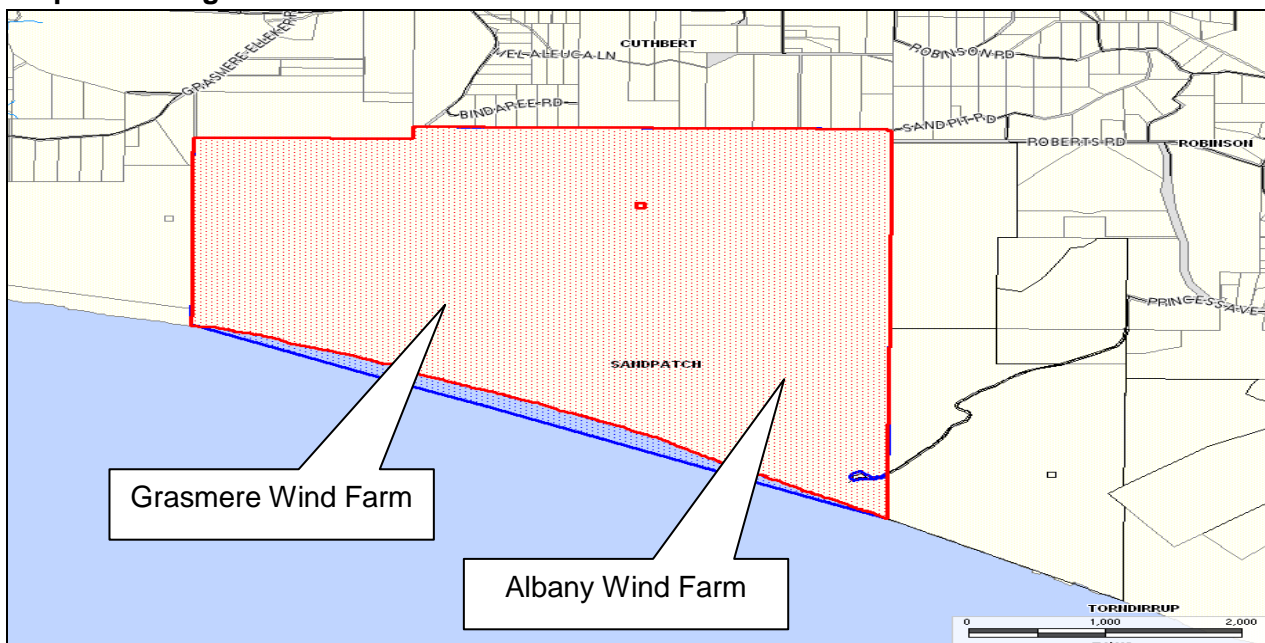 CUTHBERT
ROBINSON RD
GRASMERE-ELLEKER
MELALEUCA LN
BINDAREE RD
SANDPIT RD
ROBERTS RD
ROBINSON
PRINCESS AVE
SANDPATCH
Grasmere Wind Farm
Albany Wind Farm
TORNDIRRUP
0 1,000 2,000